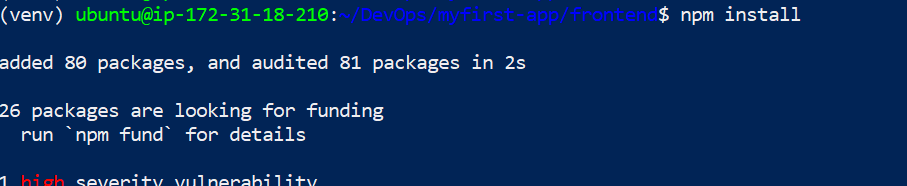 (venv) ubuntu@ip-172-31-18-210:~/DevOps/myfirst-app/frontend$ npm install
added 80 packages, and audited 81 packages in 2s
26 packages are looking for funding
run `npm fund` for details
1 high severity vulnerability